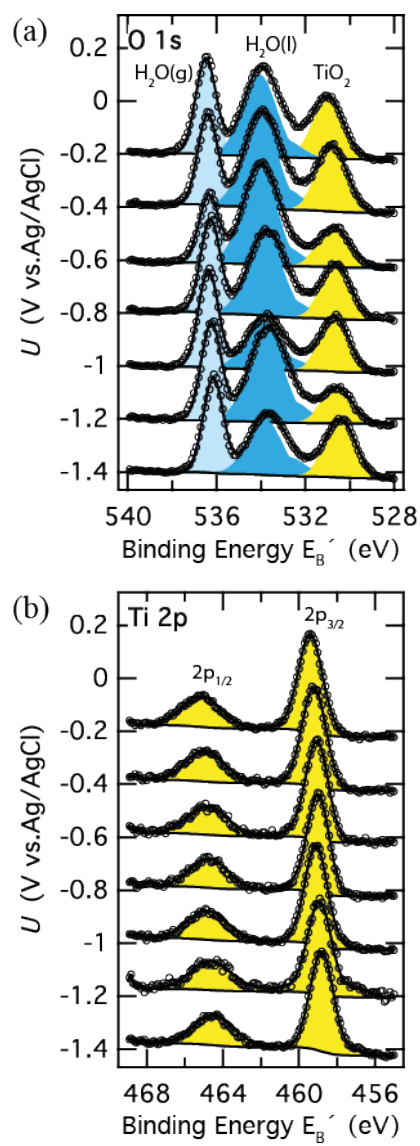 (a)
O 1s
H₂O(g)
H₂O(l)
TiO₂
0.2
0
-0.2
-0.4
-0.6
-0.8
-1
-1.2
-1.4
U (V vs.Ag/AgCl)
540 536 532 528
Binding Energy E_B´ (eV)
(b)
Ti 2p
2p₁/₂
2p₃/₂
0.2
0
-0.2
-0.4
-0.6
-0.8
-1
-1.2
-1.4
U (V vs.Ag/AgCl)
468 464 460 456
Binding Energy E_B´ (eV)